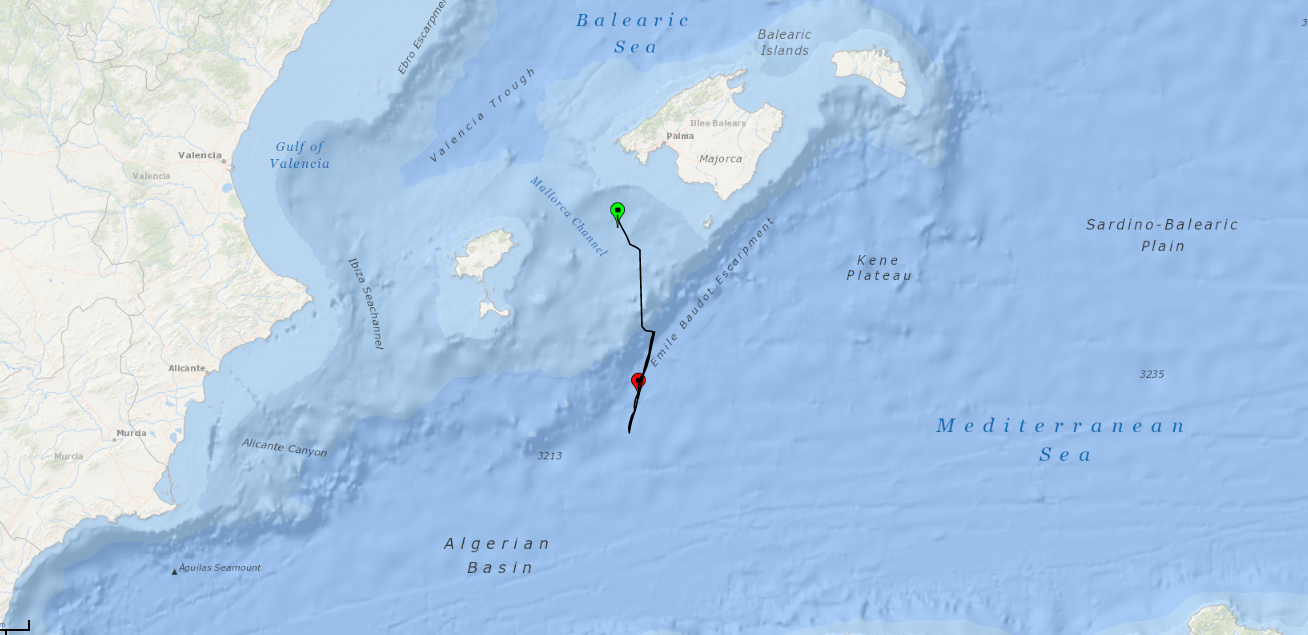 Balearic
Sea
Balearic
Islands
Ebro Escarpmen
Valencia Trough
Illes Balears
Palma
Majorca
Gulf of
Valencia
Valencia
Valencia
Mallorca Channel
Sardino-Balearic
Plain
Kene
Plateau
Emile Baudot Escarpment
Ibiza Seachannel
Alicante
3235
Mediterranean
Sea
Murcia
Murcia
Alicante Canyon
3213
Algerian
Basin
Águilas Seamount